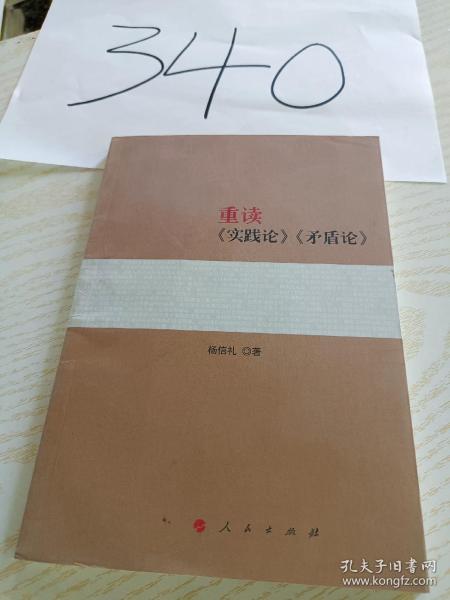 340
重读
《实践论》《矛盾论》
杨信礼 ◎著
人民出版社
孔夫子旧书网
www.kongfz.com